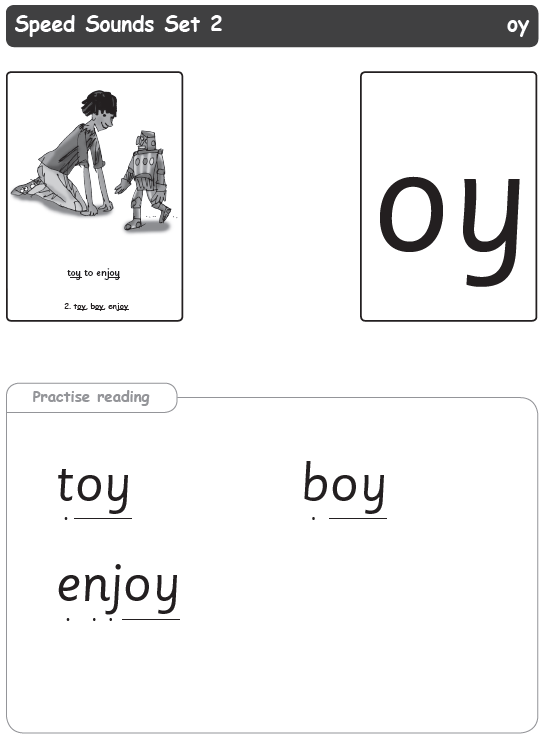 Speed Sounds Set 2 oy
toy to enjoy
2. toy, boy, enjoy
oy
Practise reading
toy boy
enjoy